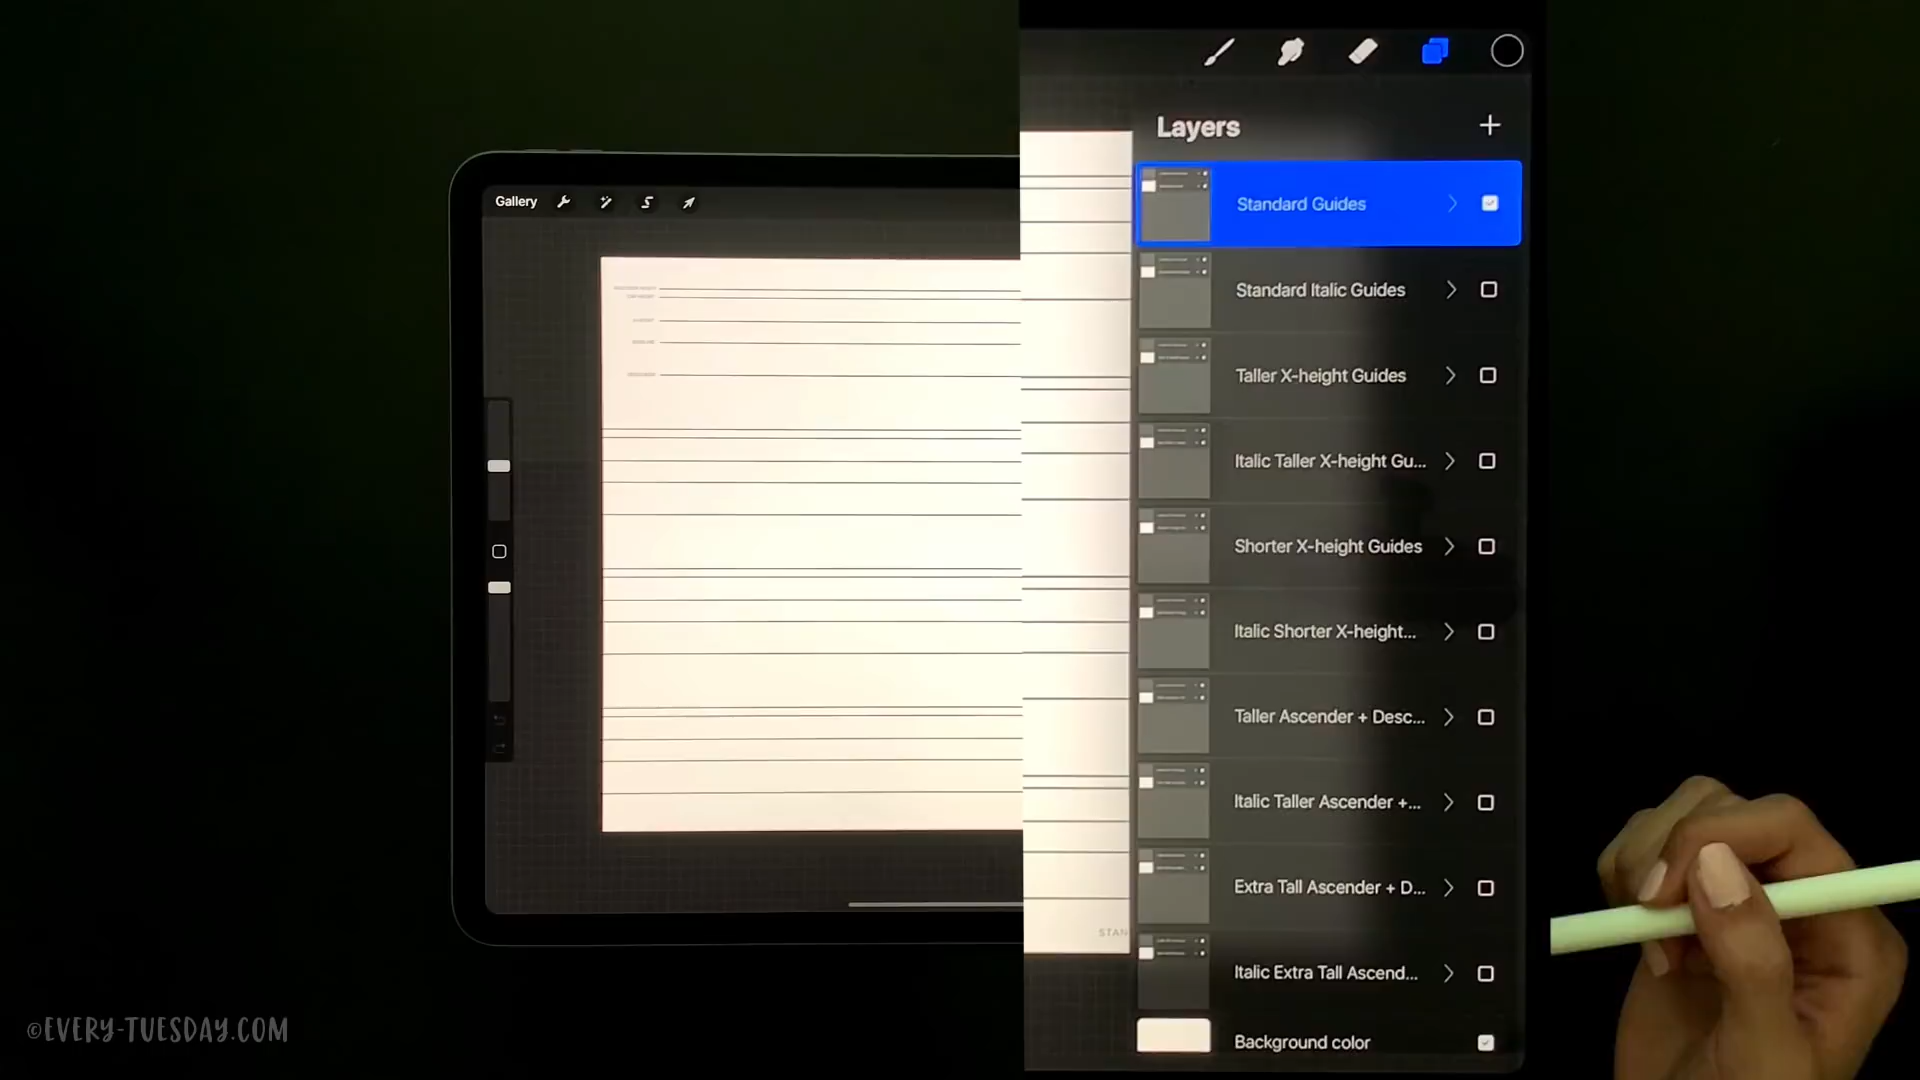 Gallery
Layers
Standard Guides
Standard Italic Guides
Taller X-height Guides
Italic Taller X-height Gu...
Shorter X-height Guides
Italic Shorter X-height...
Taller Ascender + Desc...
Italic Taller Ascender +...
Extra Tall Ascender + D...
Italic Extra Tall Ascend...
STAN
Background color
©EVERY-TUESDAY.COM